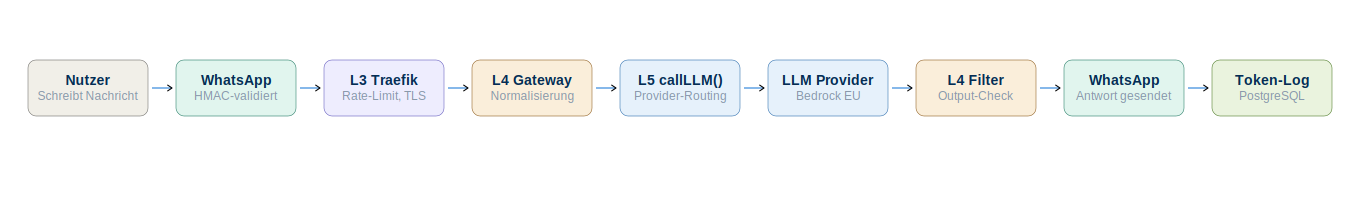 Nutzer
Schreibt Nachricht
WhatsApp
HMAC-validiert
L3 Traefik
Rate-Limit, TLS
L4 Gateway
Normalisierung
L5 callLLM()
Provider-Routing
LLM Provider
Bedrock EU
L4 Filter
Output-Check
WhatsApp
Antwort gesendet
Token-Log
PostgreSQL